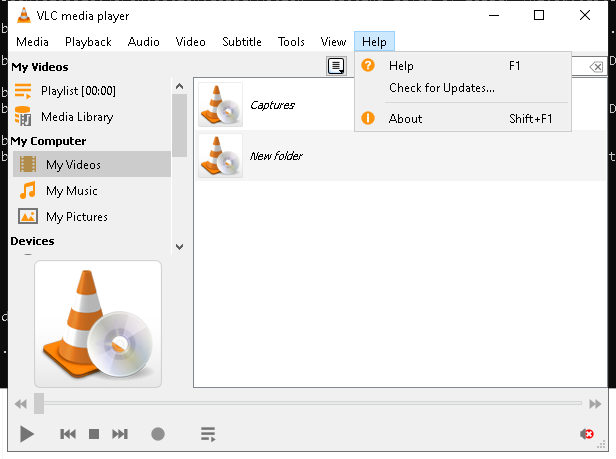 VLC media player
Media Playback Audio Video Subtitle Tools View Help
My Videos
Playlist [00:00]
Media Library
My Computer
My Videos
My Music
My Pictures
Devices
Captures
New folder
Help F1
Check for Updates...
About Shift+F1